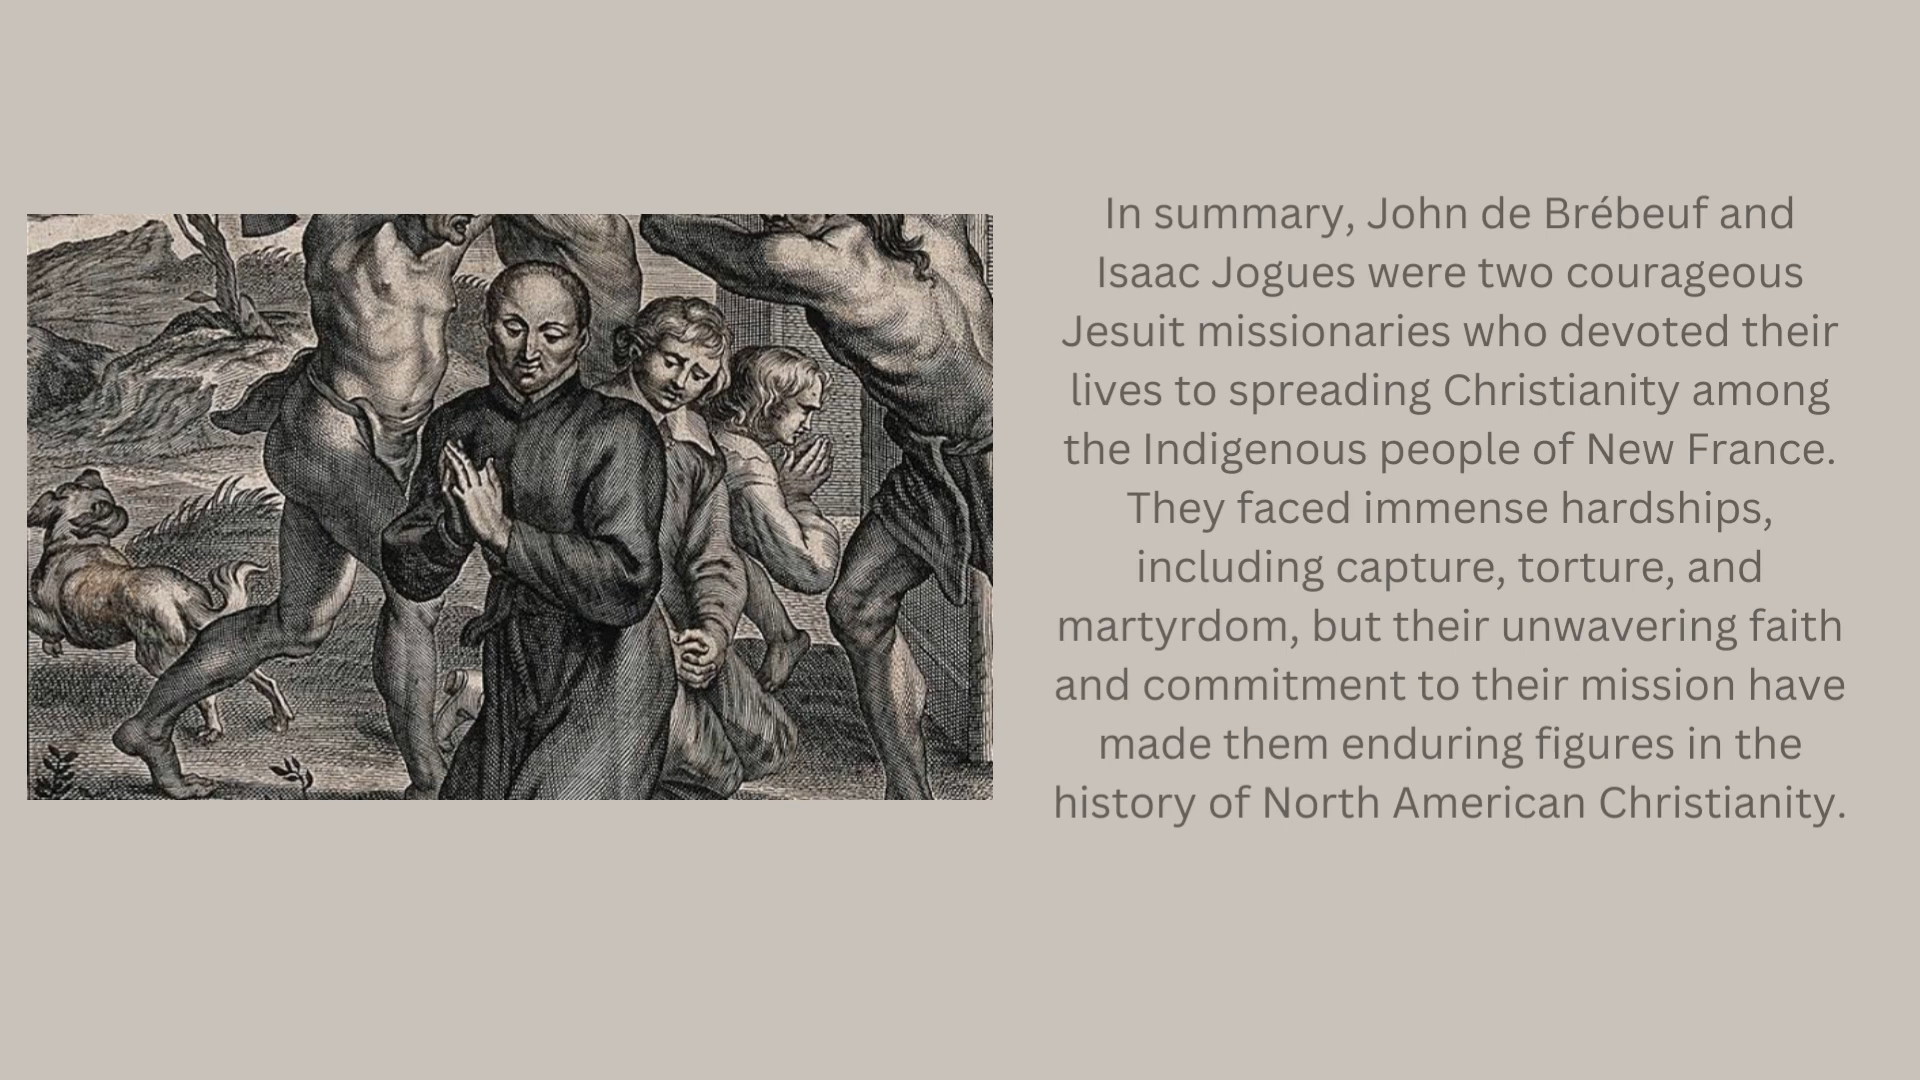 In summary, John de Brébeuf and
Isaac Jogues were two courageous
Jesuit missionaries who devoted their
lives to spreading Christianity among
the Indigenous people of New France.
They faced immense hardships,
including capture, torture, and
martyrdom, but their unwavering faith
and commitment to their mission have
made them enduring figures in the
history of North American Christianity.